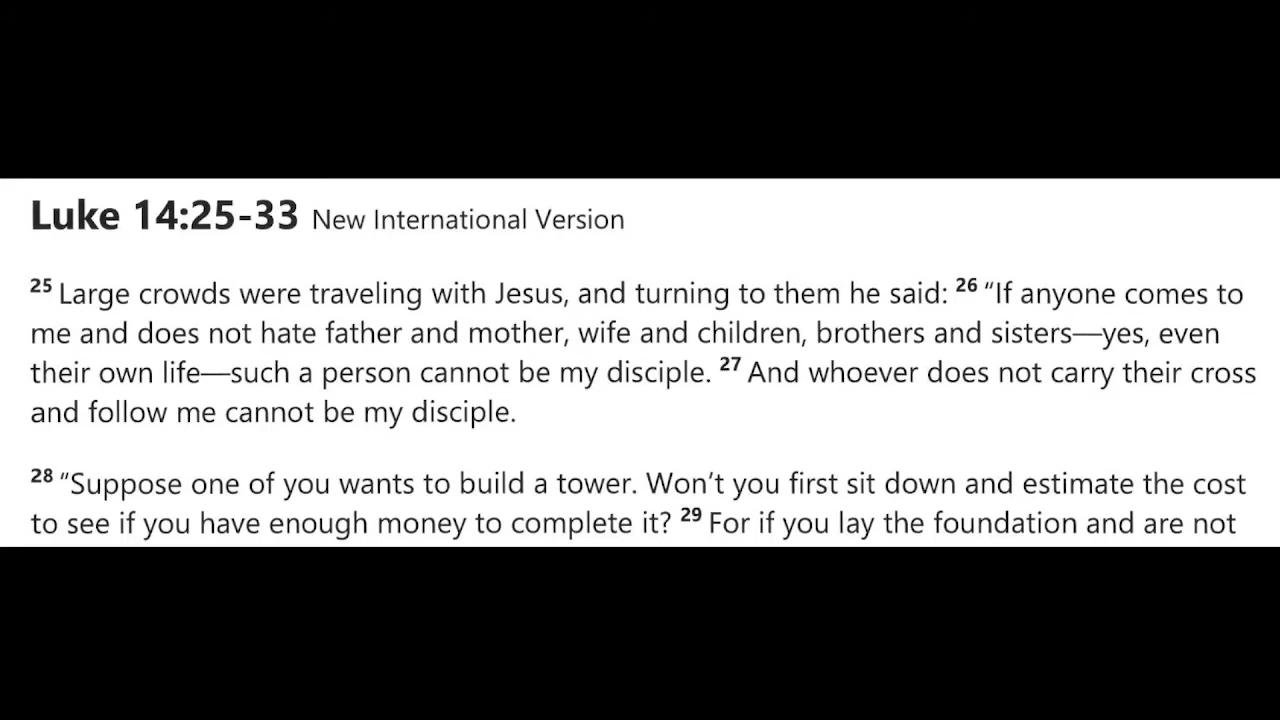 Luke 14:25-33 New International Version
25 Large crowds were traveling with Jesus, and turning to them he said: 26 “If anyone comes to
me and does not hate father and mother, wife and children, brothers and sisters—yes, even
their own life—such a person cannot be my disciple. 27 And whoever does not carry their cross
and follow me cannot be my disciple.
28 “Suppose one of you wants to build a tower. Won’t you first sit down and estimate the cost
to see if you have enough money to complete it? 29 For if you lay the foundation and are not